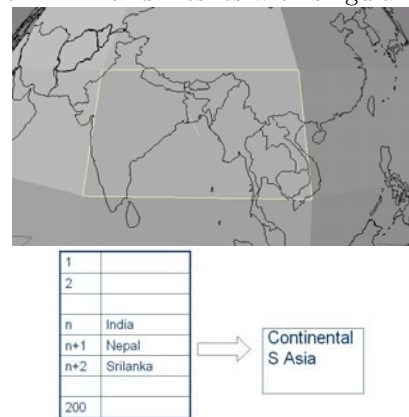 1
2
n India
n+1 Nepal
n+2 Srilanka
200
Continental
S Asia